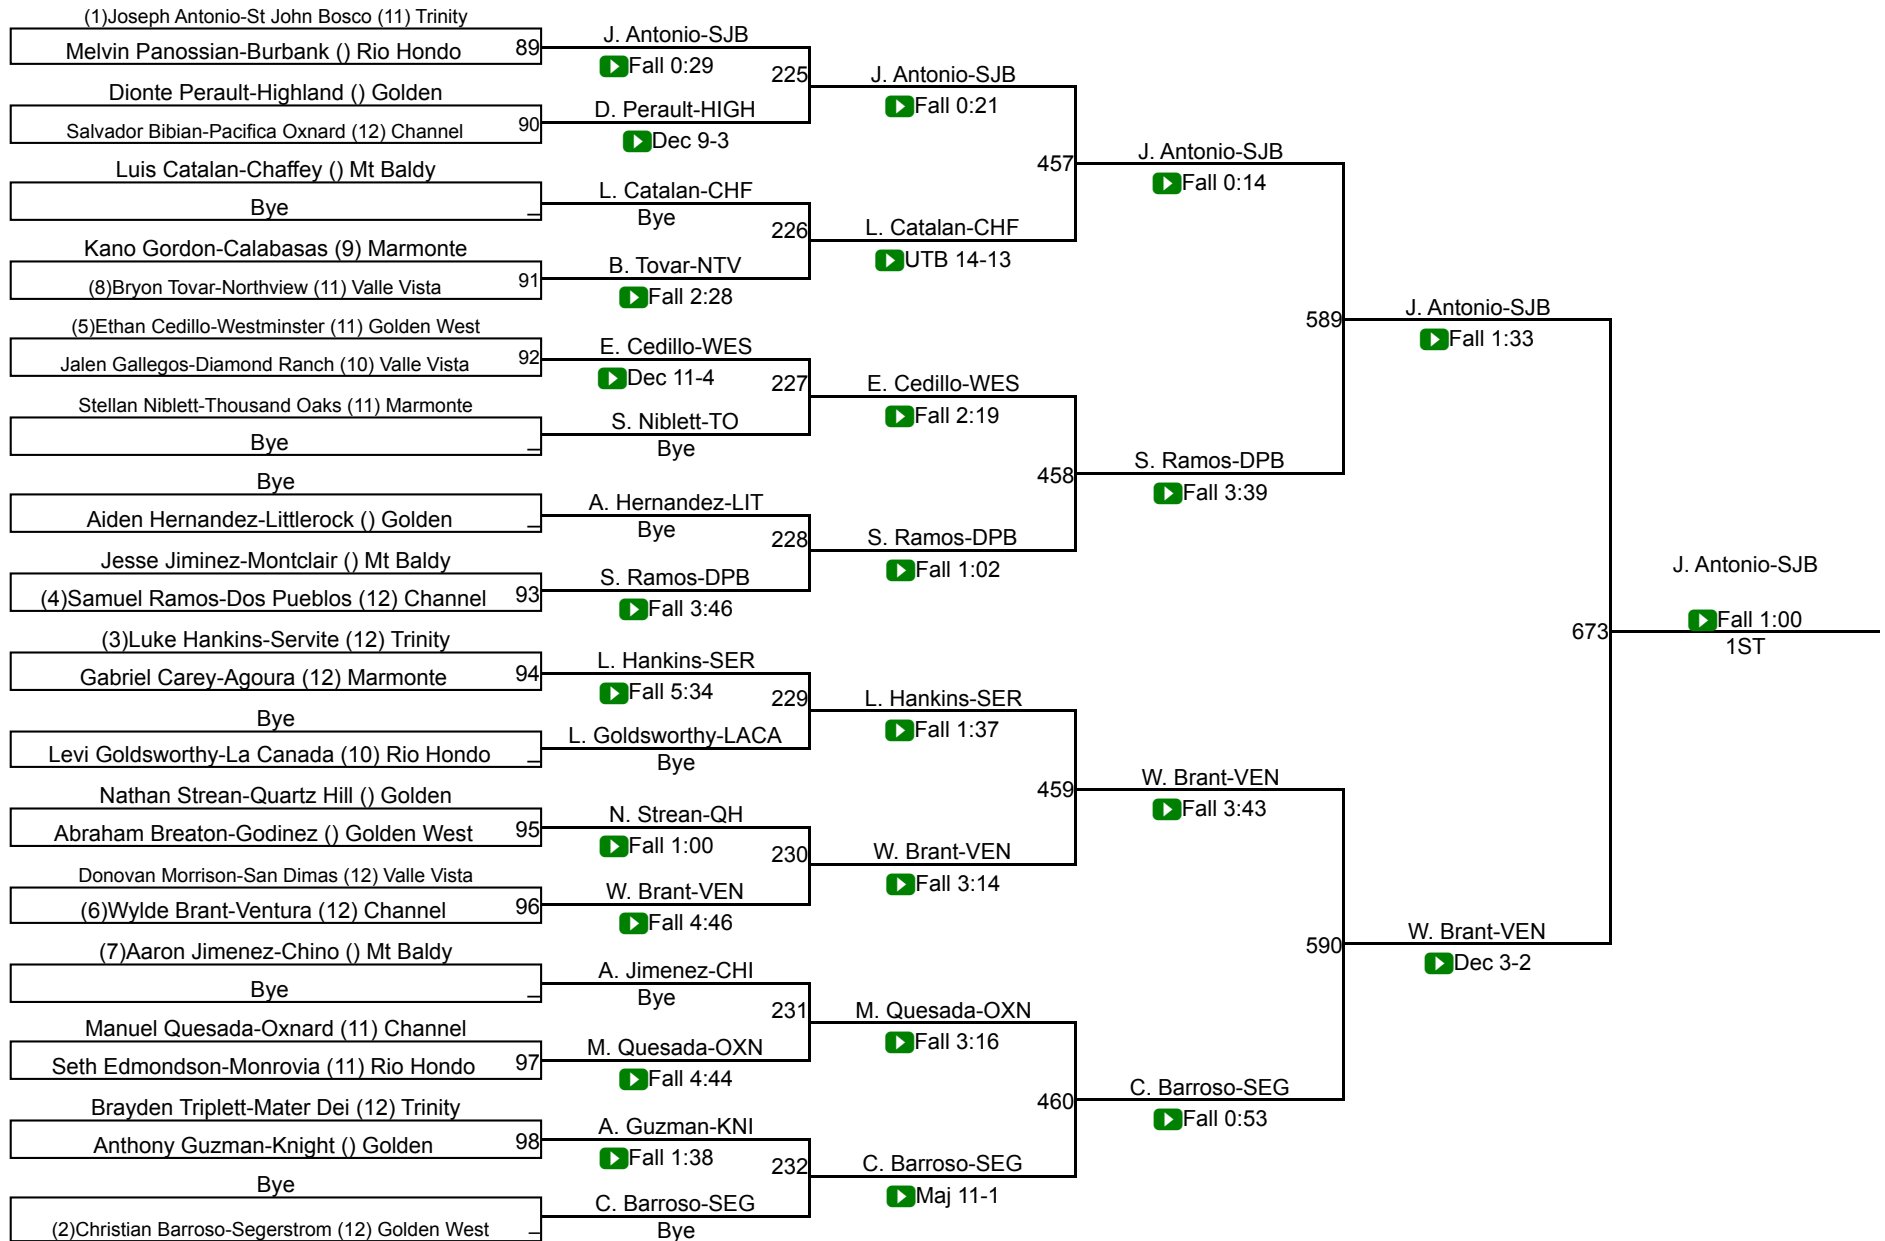 (1)Joseph Antonio-St John Bosco (11) Trinity
Melvin Panossian-Burbank () Rio Hondo
89
Dionte Perault-Highland () Golden
Salvador Bibian-Pacifica Oxnard (12) Channel
90
Luis Catalan-Chaffey () Mt Baldy
Bye
_
Kano Gordon-Calabasas (9) Marmonte
(8)Bryon Tovar-Northview (11) Valle Vista
91
(5)Ethan Cedillo-Westminster (11) Golden West
Jalen Gallegos-Diamond Ranch (10) Valle Vista
92
Stellan Niblett-Thousand Oaks (11) Marmonte
Bye
_
Bye
Aiden Hernandez-Littlerock () Golden
_
Jesse Jiminez-Montclair () Mt Baldy
(4)Samuel Ramos-Dos Pueblos (12) Channel
93
(3)Luke Hankins-Servite (12) Trinity
Gabriel Carey-Agoura (12) Marmonte
94
Bye
Levi Goldsworthy-La Canada (10) Rio Hondo
_
Nathan Strean-Quartz Hill () Golden
Abraham Breaton-Godinez () Golden West
95
Donovan Morrison-San Dimas (12) Valle Vista
(6)Wylde Brant-Ventura (12) Channel
96
(7)Aaron Jimenez-Chino () Mt Baldy
Bye
_
Manuel Quesada-Oxnard (11) Channel
Seth Edmondson-Monrovia (11) Rio Hondo
97
Brayden Triplett-Mater Dei (12) Trinity
Anthony Guzman-Knight () Golden
98
Bye
(2)Christian Barroso-Segerstrom (12) Golden West
_
J. Antonio-SJB
Fall 0:29
225
D. Perault-HIGH
Dec 9-3
L. Catalan-CHF
Bye
226
B. Tovar-NTV
Fall 2:28
E. Cedillo-WES
Dec 11-4
227
S. Niblett-TO
Bye
A. Hernandez-LIT
Bye
228
S. Ramos-DPB
Fall 3:46
L. Hankins-SER
Fall 5:34
229
L. Goldsworthy-LACA
Bye
N. Strean-QH
Fall 1:00
230
W. Brant-VEN
Fall 4:46
A. Jimenez-CHI
Bye
231
M. Quesada-OXN
Fall 4:44
A. Guzman-KNI
Fall 1:38
232
C. Barroso-SEG
Bye
J. Antonio-SJB
Fall 0:21
457
L. Catalan-CHF
UTB 14-13
E. Cedillo-WES
Fall 2:19
458
S. Ramos-DPB
Fall 1:02
L. Hankins-SER
Fall 1:37
459
W. Brant-VEN
Fall 3:14
M. Quesada-OXN
Fall 3:16
460
C. Barroso-SEG
Maj 11-1
J. Antonio-SJB
Fall 0:14
589
S. Ramos-DPB
Fall 3:39
W. Brant-VEN
Fall 3:43
590
C. Barroso-SEG
Fall 0:53
J. Antonio-SJB
Fall 1:33
673
W. Brant-VEN
Dec 3-2
J. Antonio-SJB
Fall 1:00
1ST